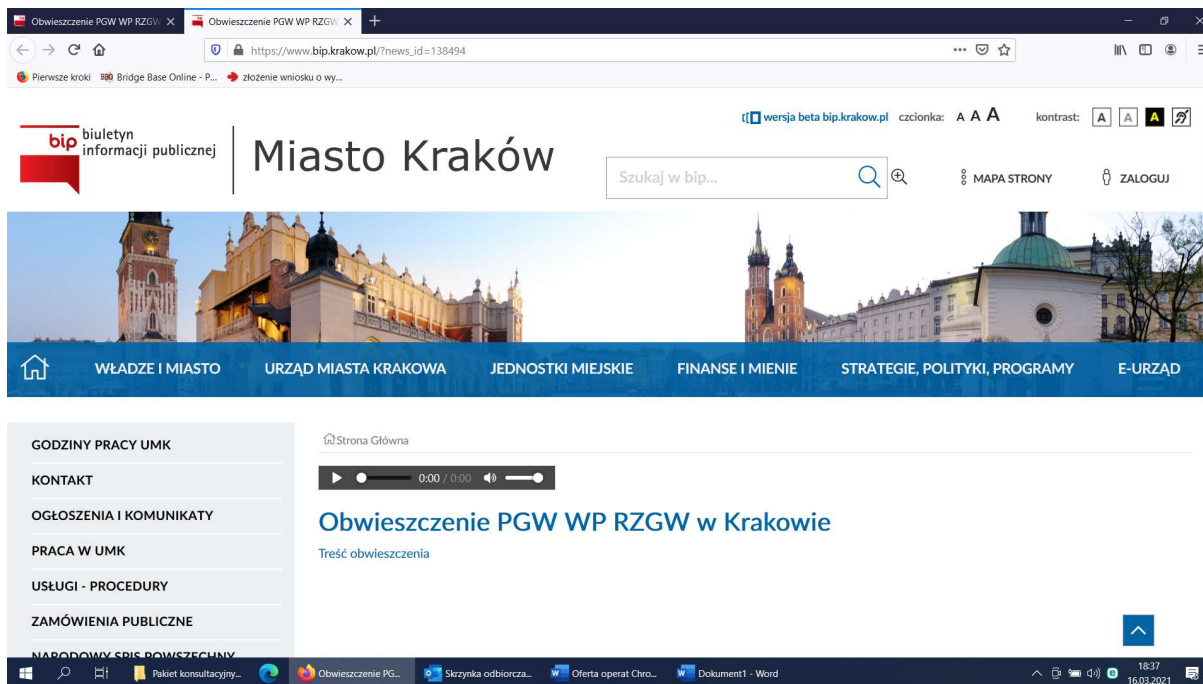 Obwieszczenie PGW WP RZGW
Obwieszczenie PGW WP RZGW
https://www.bip.krakow.pl/?news_id=138494
Pierwsze kroki
BBO
Bridge Base Online - P...
złożenie wniosku o wy...
wersja beta bip.krakow.pl
czcionka: A A A
kontrast: A A A
bip
biuletyn
informacji publicznej
Miasto Kraków
Szukaj w bip...
MAPA STRONY
ZALOGUJ
WŁADZE I MIASTO
URZĄD MIASTA KRAKOWA
JEDNOSTKI MIEJSKIE
FINANSE I MIENIE
STRATEGIE, POLITYKI, PROGRAMY
E-URZĄD
GODZINY PRACY UMK
KONTAKT
OGŁOSZENIA I KOMUNIKATY
PRACA W UMK
USŁUGI - PROCEDURY
ZAMÓWIENIA PUBLICZNE
NARODOWY SPIS POWSZECHNY
Strona Główna
0:00 / 0:00
Obwieszczenie PGW WP RZGW w Krakowie
Treść obwieszczenia
Pakiet konsultacyjny...
Obwieszczenie PG...
Skrzynka odbiorcza...
Oferta operat Chro...
Dokument1 - Word
18:37
16.03.2021